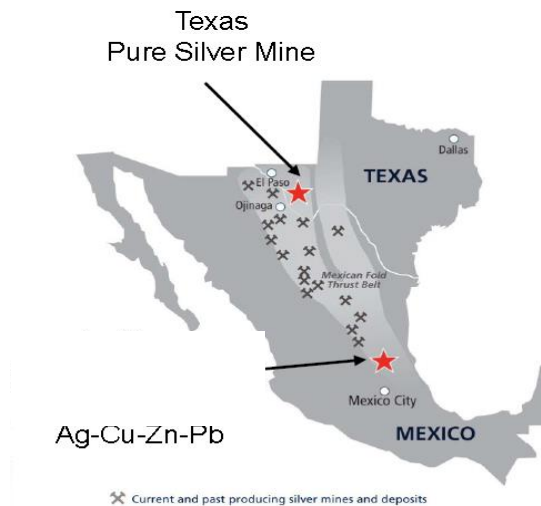 Texas
Pure Silver Mine
Dallas
TEXAS
El Paso
Ojinaga
Mexican Fold
Thrust Belt
Mexico City
Ag-Cu-Zn-Pb
MEXICO
Current and past producing silver mines and deposits